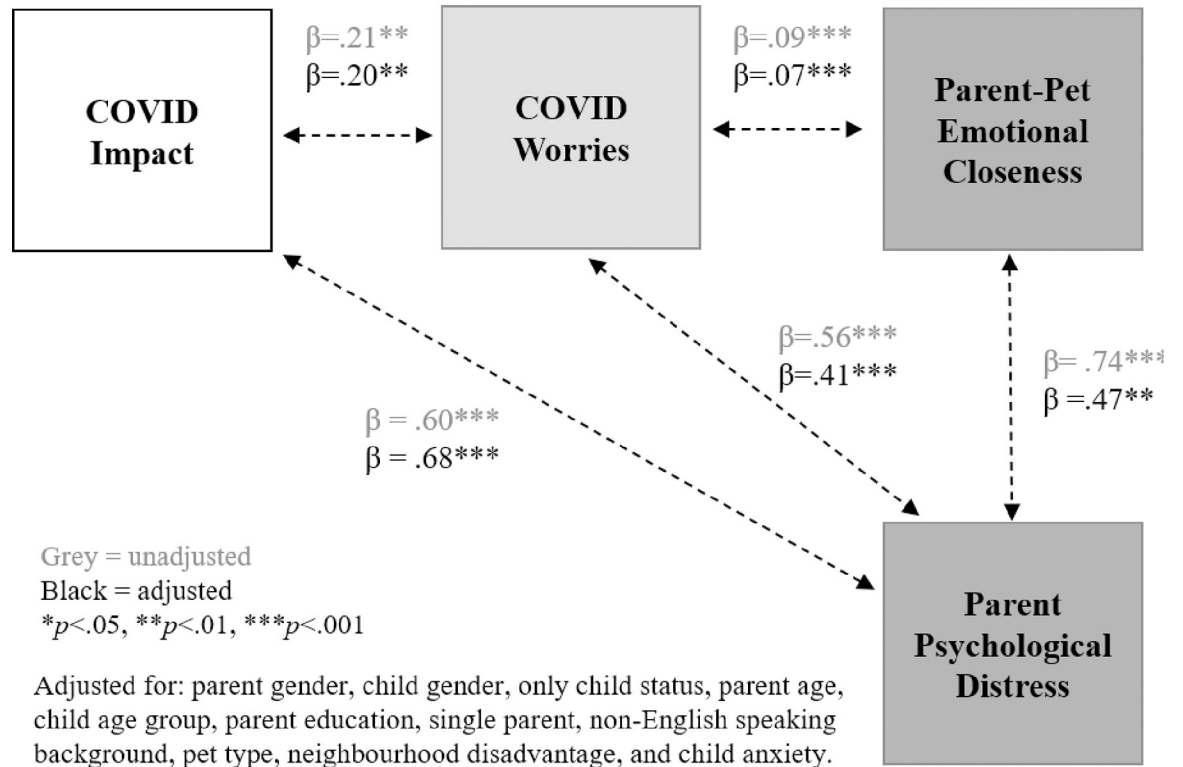 COVID
Impact
β=.21**
β=.20**
COVID
Worries
β=.09***
β=.07***
Parent-Pet
Emotional
Closeness
β=.56***
β=.41***
β= .74***
β =.47**
β = .60***
β = .68***
Grey = unadjusted
Black = adjusted
*p<.05, **p<.01, ***p<.001
Parent
Psychological
Distress
Adjusted for: parent gender, child gender, only child status, parent age,
child age group, parent education, single parent, non-English speaking
background, pet type, neighbourhood disadvantage, and child anxiety.